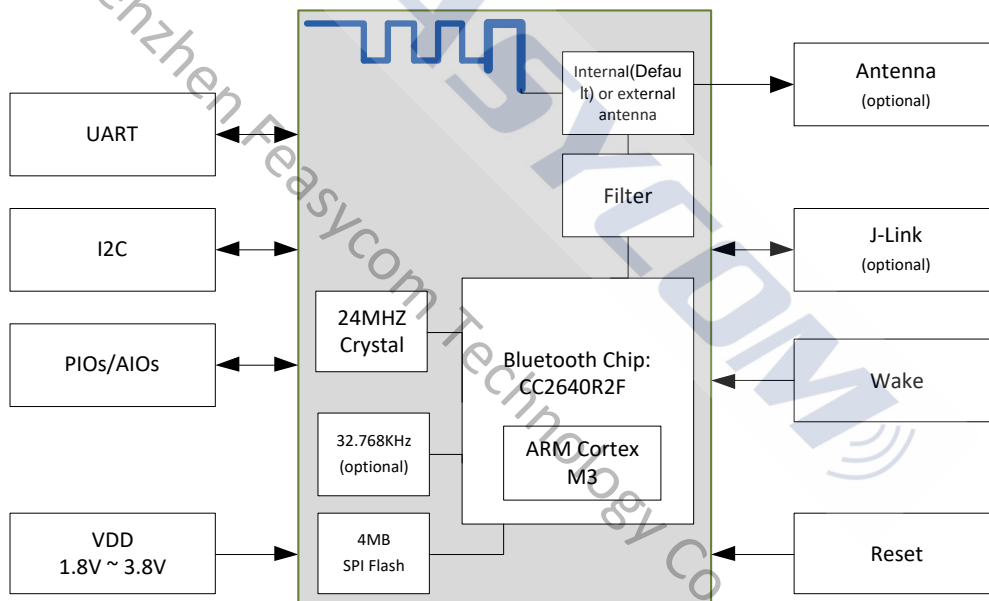 UART
I2C
PIOs/AIOs
VDD
1.8V ~ 3.8V
Internal(Defau
lt) or external
antenna
Filter
24MHZ
Crystal
32.768KHz
(optional)
4MB
SPI Flash
Bluetooth Chip:
CC2640R2F
ARM Cortex
M3
Antenna
(optional)
J-Link
(optional)
Wake
Reset
enzhen Feasycom Technology Co
ASYCOM